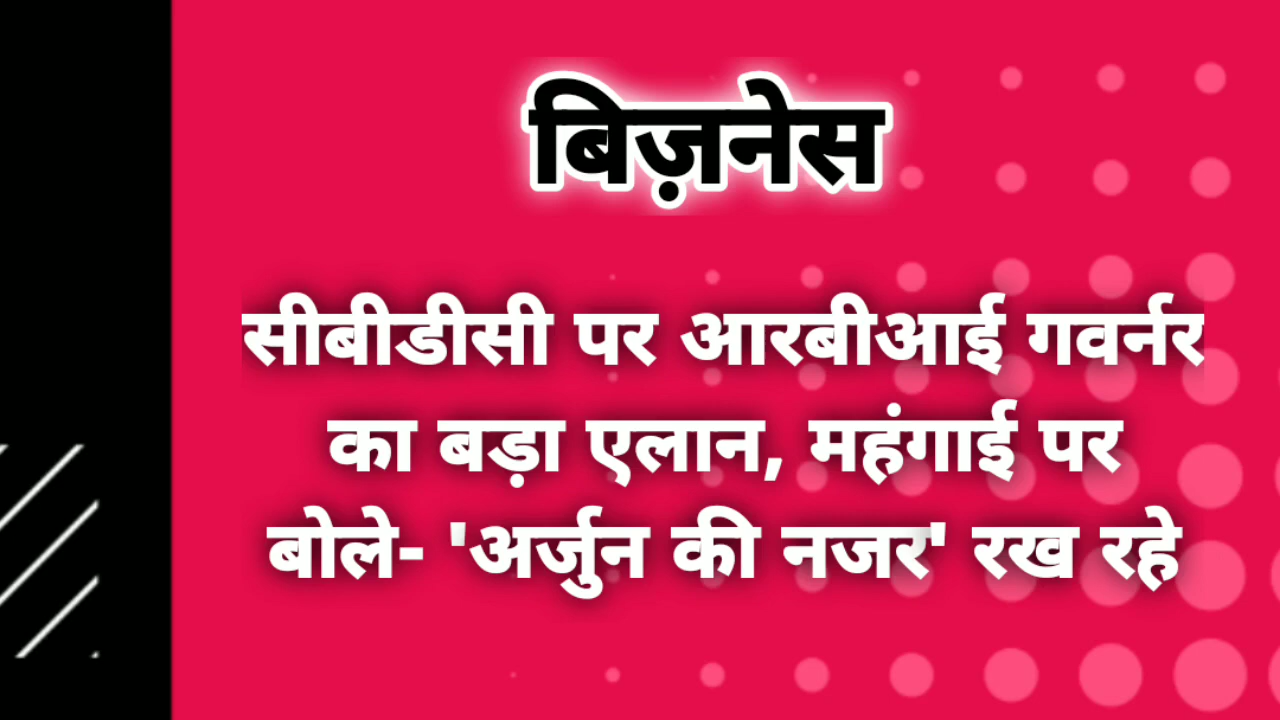 बिज़नेस
सीबीडीसी पर आरबीआई गवर्नर
का बड़ा एलान, महंगाई पर
बोले- 'अर्जुन की नजर' रख रहे